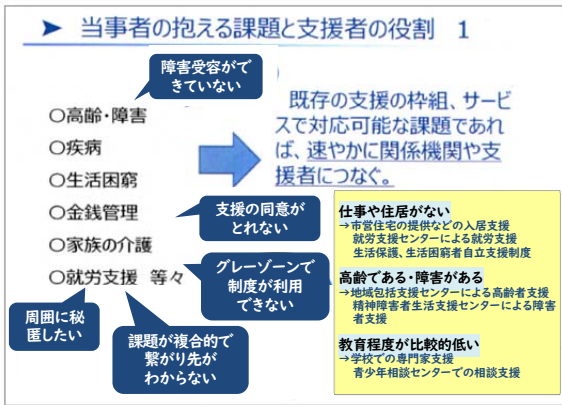 ➤ 当事者の抱える課題と支援者の役割 1
障害受容がで
きていない
○高齢・障害
○疾病
○生活困窮
○金銭管理
○家族の介護
○就労支援 等々
既存の支援の枠組、サービ
スで対応可能な課題であれ
ば、速やかに関係機関や支
援者につなぐ。
支援の同意が
とれない
グレーゾーンで
制度が利用
できない
周囲に秘
匿したい
課題が複合的で
繋がり先が
わからない
仕事や住居がない
→市営住宅の提供などの入居支援
就労支援センターによる就労支援
生活保護、生活困窮者自立支援制度
高齢である・障害がある
→地域包括支援センターによる高齢者支援
精神障害者生活支援センターによる障害
者支援
教育程度が比較的低い
→学校での専門家支援
青少年相談センターでの相談支援